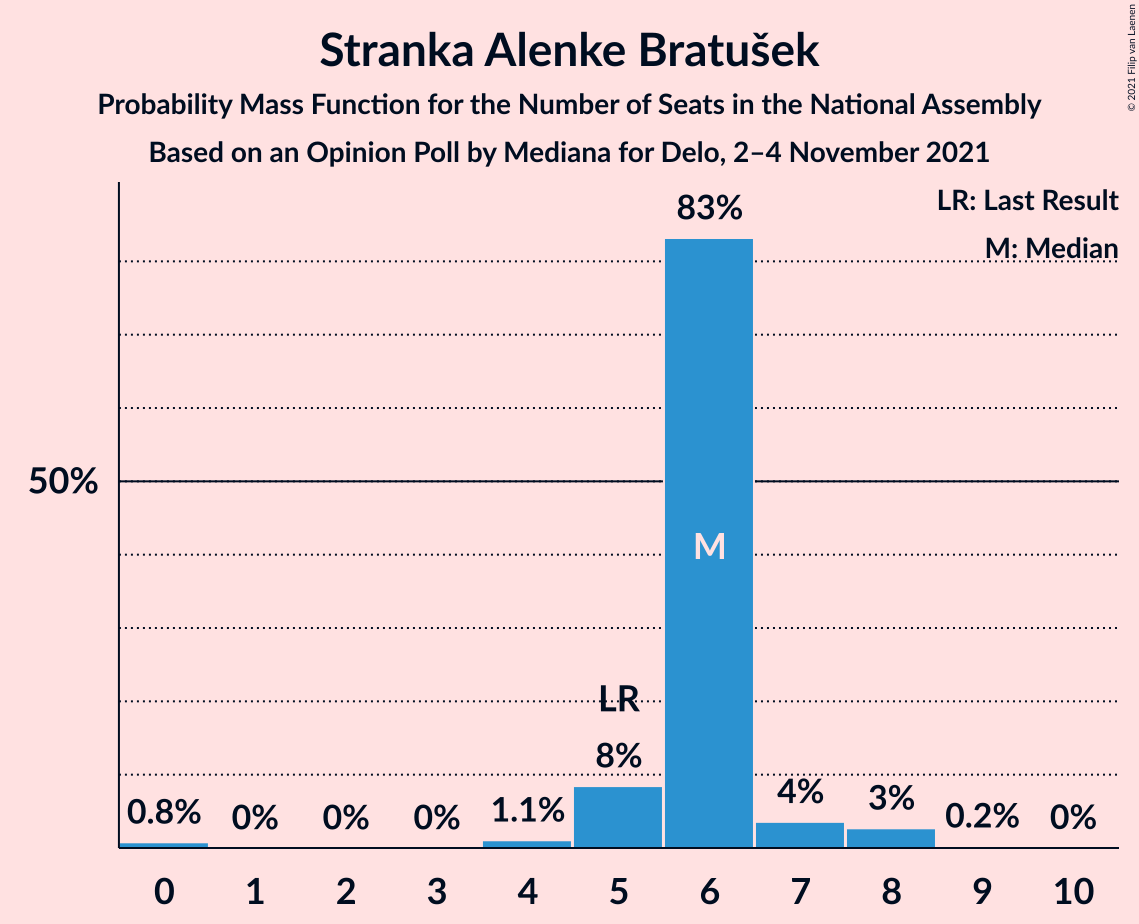 Stranka Alenke Bratušek
Probability Mass Function for the Number of Seats in the National Assembly
Based on an Opinion Poll by Mediana for Delo, 2–4 November 2021
© 2021 Filip van Laenen
LR: Last Result
M: Median
83%
50%
M
LR
8%
0.8% 0% 0% 0% 1.1% 4% 3% 0.2% 0%
0 1 2 3 4 5 6 7 8 9 10